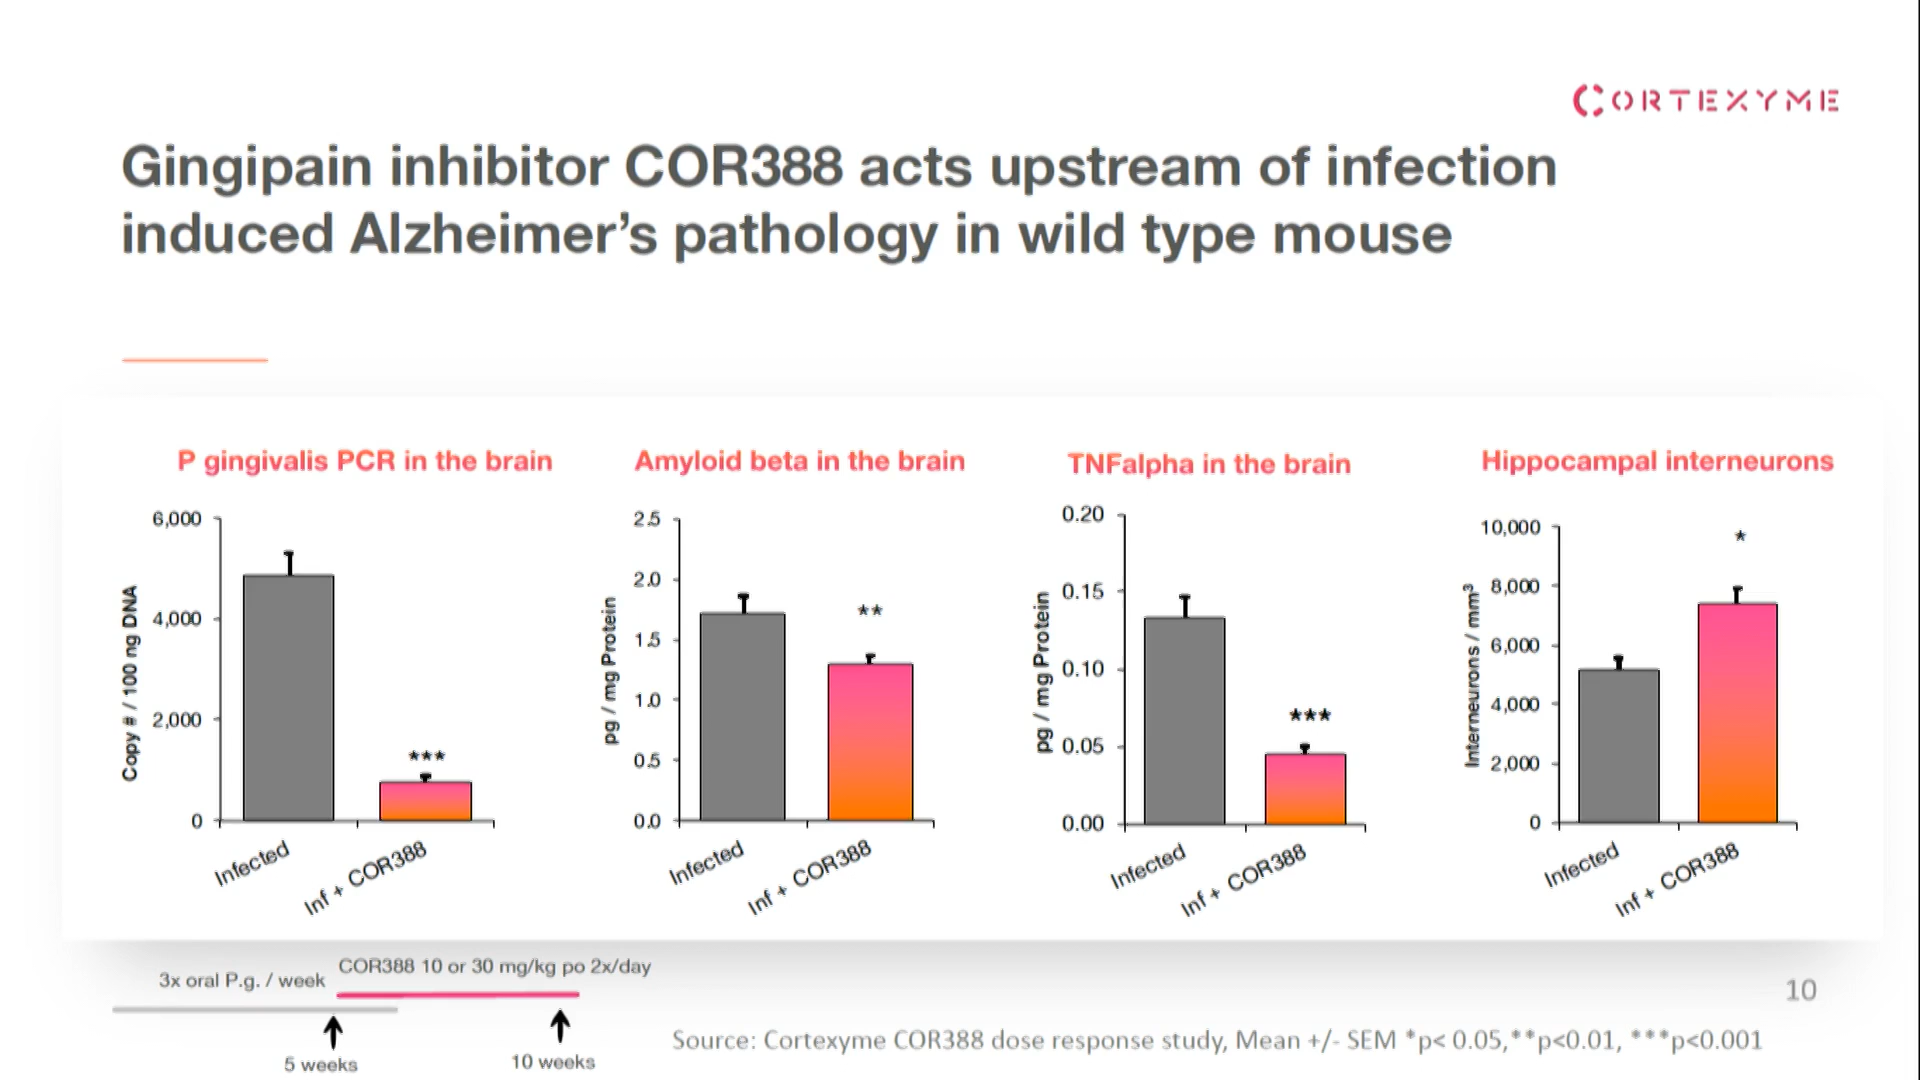 CORTEXYME
Gingipain inhibitor COR388 acts upstream of infection
induced Alzheimer’s pathology in wild type mouse
P gingivalis PCR in the brain
Copy # / 100 ng DNA
6,000
4,000
2,000
0
***
Infected
Inf + COR388
Amyloid beta in the brain
pg / mg Protein
2.5
2.0
1.5
1.0
0.5
0.0
**
Infected
Inf + COR388
TNFalpha in the brain
pg / mg Protein
0.20
0.15
0.10
0.05
0.00
***
Infected
Inf + COR388
Hippocampal interneurons
Interneurons / mm³
10,000
8,000
6,000
4,000
2,000
0
*
Infected
Inf + COR388
3x oral P.g. / week
COR388 10 or 30 mg/kg po 2x/day
5 weeks
10 weeks
Source: Cortexyme COR388 dose response study, Mean +/- SEM *p< 0.05,**p<0.01, ***p<0.001
10